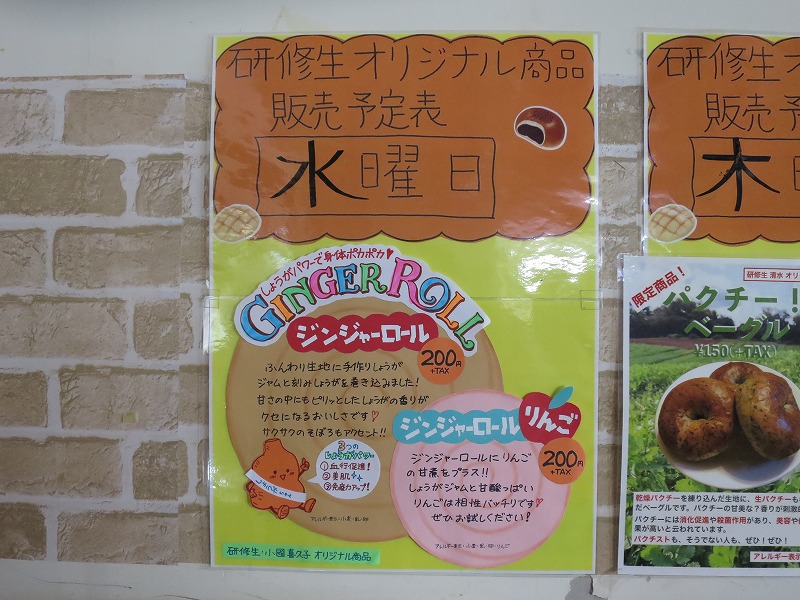 研修生オリジナル商品
販売予定表
水曜日
しょうがパワーで身体ポカポカ♥
GINGER ROLL
ジンジャーロール
200円
+TAX
ふんわり生地に手作りしょうが
ジャムと刻みしょうがを巻き込みました!
甘さの中にもピリッとしたしょうがの香りが
クセになるおいしさです♡
サクサクのそぼろもアクセント!!
3つの
しょうがパワー
①血行促進!
②美肌
③免疫力アップ!
ジンジャーロールりんご
200円
+TAX
ジンジャーロールにりんご
の甘煮をプラス!!
しょうがジャムと甘酸っぱい
りんごは相性バッチリです♡
ぜひお試しください!
研修生・小國喜久子 オリジナル商品
研修生オ
販売予
木曜
研修生 清水 オリ
限定商品!
パクチー!
ベーグル
¥150(+TAX)
乾燥パクチーを練り込んだ生地に、生パクチーも
だベーグルです。パクチーの甘美な?香りが刺激的
パクチーには消化促進や殺菌作用があり、美容や
果が高いと云われています。
パクチストも、そうでない人も、ぜひ!ぜひ!
アレルギー表示